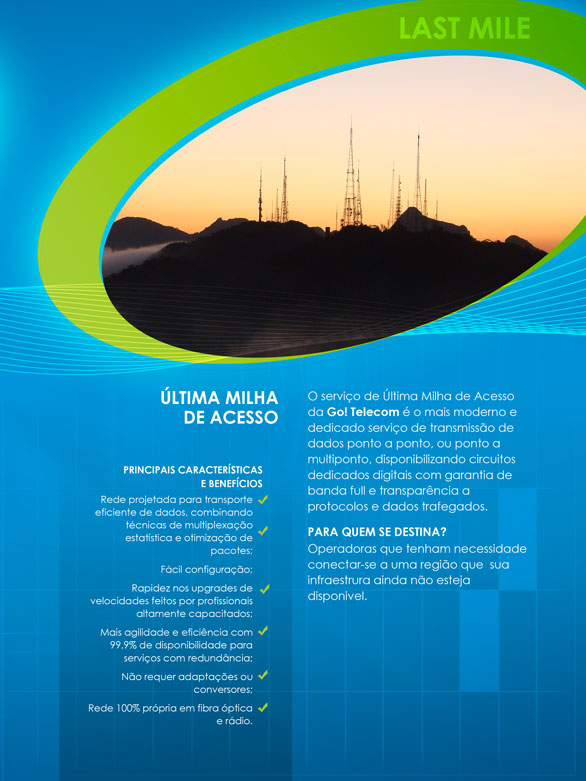 LAST MILE
ÚLTIMA MILHA
DE ACESSO
PRINCIPAIS CARACTERÍSTICAS
E BENEFÍCIOS
Rede projetada para transporte
eficiente de dados, combinando
técnicas de multiplexação
estatística e otimização de
pacotes;
Fácil configuração;
Rapidez nos upgrades de
velocidades feitos por profissionais
altamente capacitados;
Mais agilidade e eficiência com
99,9% de disponibilidade para
serviços com redundância;
Não requer adaptações ou
conversores;
Rede 100% própria em fibra óptica
e rádio.
O serviço de Última Milha de Acesso
da Go! Telecom é o mais moderno e
dedicado serviço de transmissão de
dados ponto a ponto, ou ponto a
multiponto, disponibilizando circuitos
dedicados digitais com garantia de
banda full e transparência a
protocolos e dados trafegados.
PARA QUEM SE DESTINA?
Operadoras que tenham necessidade
conectar-se a uma região que sua
infraestrura ainda não esteja
disponivel.